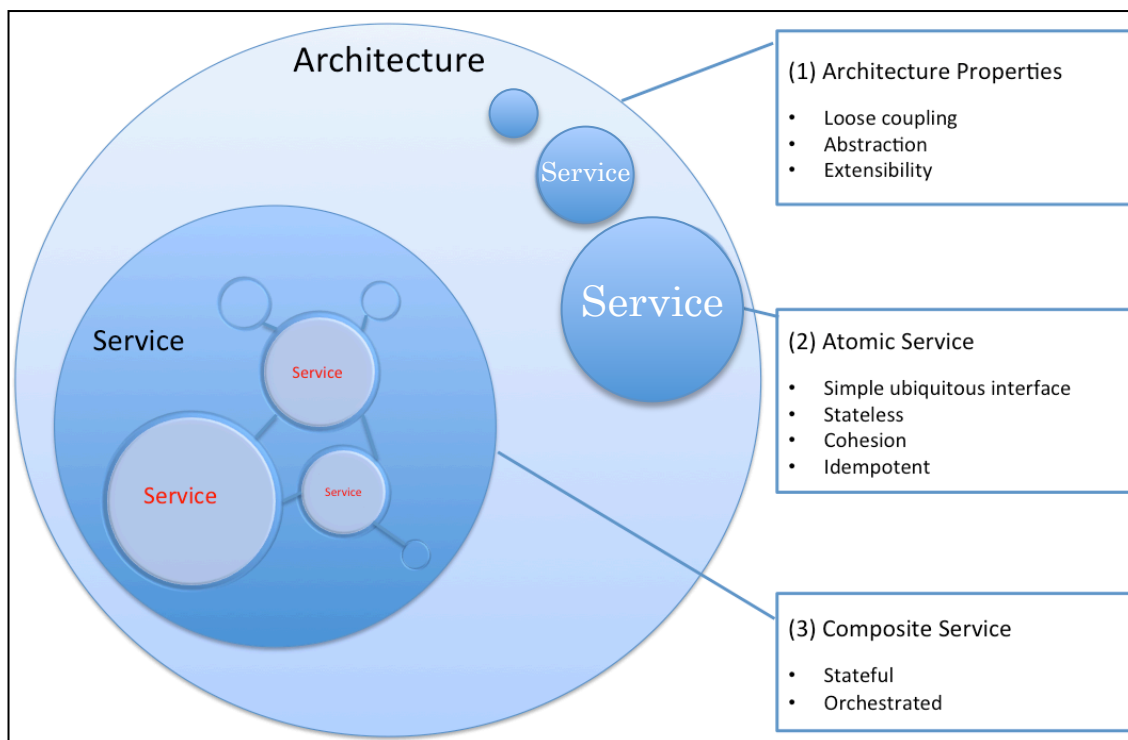 Architecture
Service
Service
Service
Service
Service
Service
(1) Architecture Properties
• Loose coupling
• Abstraction
• Extensibility
(2) Atomic Service
• Simple ubiquitous interface
• Stateless
• Cohesion
• Idempotent
(3) Composite Service
• Stateful
• Orchestrated